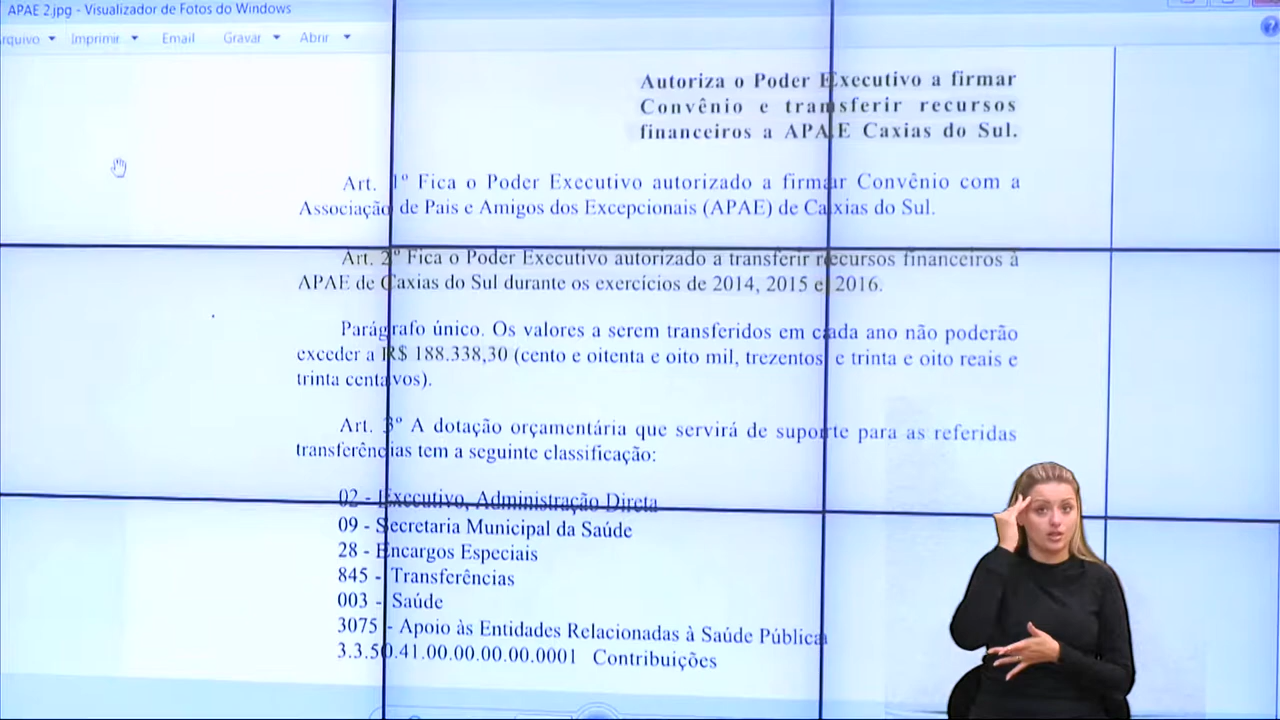 APAE 2.jpg - Visualizador de Fotos do Windows
rquivo Imprimir Email Gravar Abrir
Autoriza o Poder Executivo a firmar
Convênio e transferir recursos
financeiros a APAE Caxias do Sul.
Art. 1º Fica o Poder Executivo autorizado a firmar Convênio com a
Associação de Pais e Amigos dos Excepcionais (APAE) de Caxias do Sul.
Art. 2º Fica o Poder Executivo autorizado a transferir recursos financeiros à
APAE de Caxias do Sul durante os exercícios de 2014, 2015 e 2016.
Parágrafo único. Os valores a serem transferidos em cada ano não poderão
exceder a R$ 188.338,30 (cento e oitenta e oito mil, trezentos e trinta e oito reais e
trinta centavos).
Art. 3º A dotação orçamentária que servirá de suporte para as referidas
transferências tem a seguinte classificação:
02 - Executivo, Administração Direta
09 - Secretaria Municipal da Saúde
28 - Encargos Especiais
845 - Transferências
003 - Saúde
3075 - Apoio às Entidades Relacionadas à Saúde Pública
3.3.50.41.00.00.00.00.0001 Contribuições